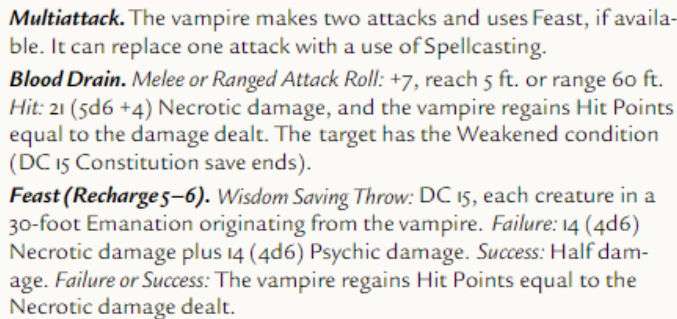 Multiattack. The vampire makes two attacks and uses Feast, if availa-
ble. It can replace one attack with a use of Spellcasting.
Blood Drain. Melee or Ranged Attack Roll: +7, reach 5 ft. or range 60 ft.
Hit: 21 (5d6 +4) Necrotic damage, and the vampire regains Hit Points
equal to the damage dealt. The target has the Weakened condition
(DC 15 Constitution save ends).
Feast (Recharge 5–6). Wisdom Saving Throw: DC 15, each creature in a
30-foot Emanation originating from the vampire. Failure: 14 (4d6)
Necrotic damage plus 14 (4d6) Psychic damage. Success: Half dam-
age. Failure or Success: The vampire regains Hit Points equal to the
Necrotic damage dealt.